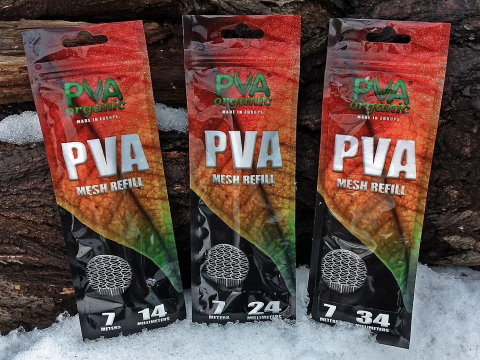 PVA
organic
MADE IN EUROPE
PVA
MESH REFILL
7 14
METERS MILLIMETERS
PVA
organic
MADE IN EUROPE
PVA
MESH REFILL
7 24
METERS MILLIMETERS
PVA
organic
MADE IN EUROPE
PVA
MESH REFILL
7 34
METERS MILLIMETERS